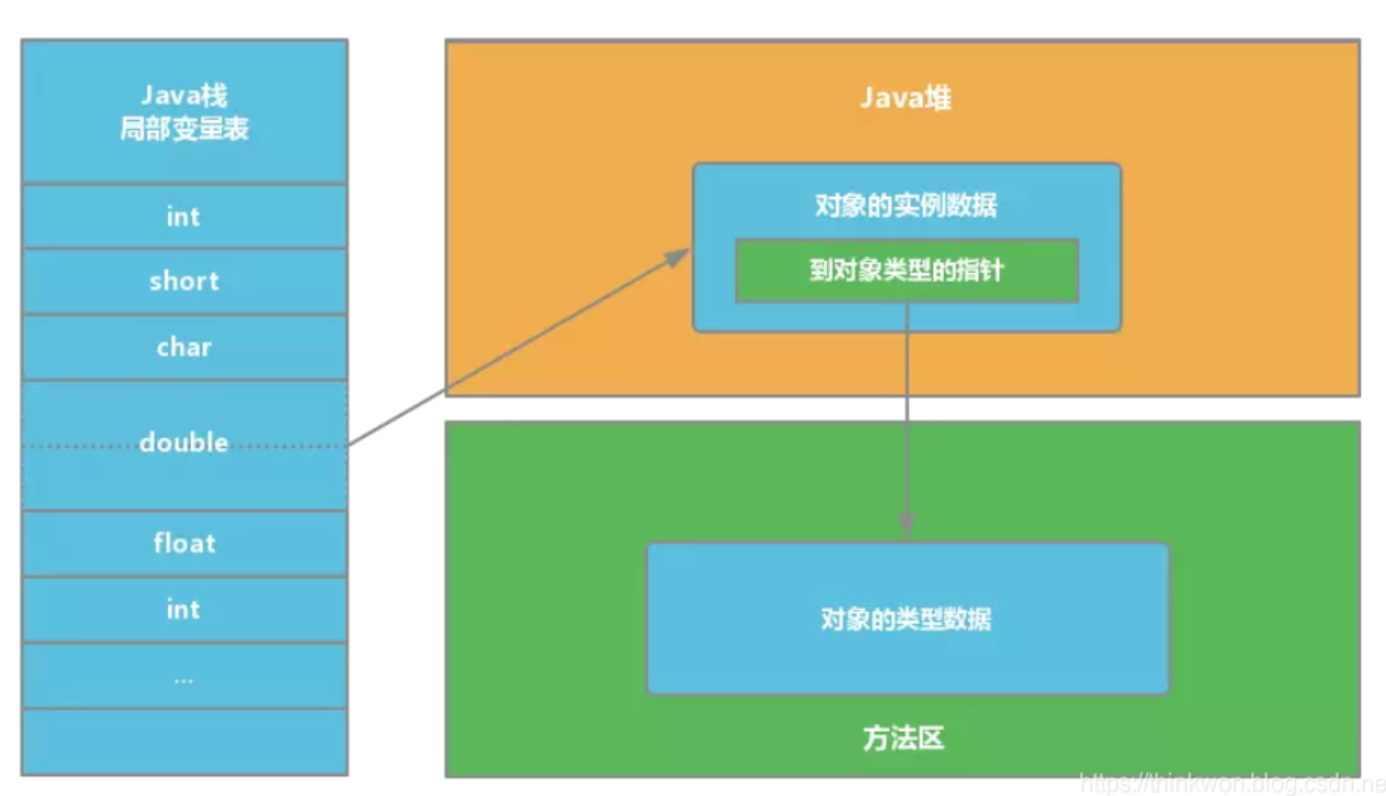 Java栈
局部变量表
int
short
char
double
float
int
...
Java堆
对象的实例数据
到对象类型的指针
对象的类型数据
方法区
https://thinkwon.blog.csdn.ne